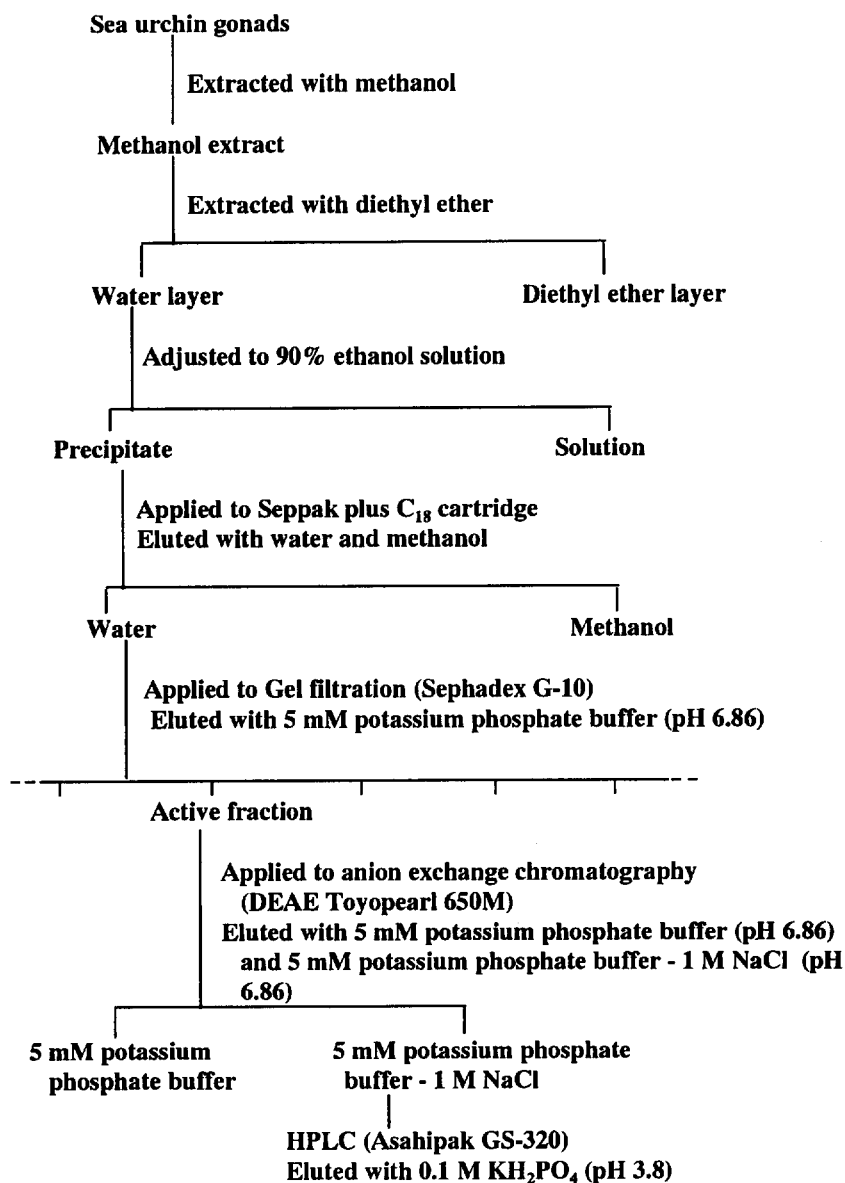 Sea urchin gonads
Extracted with methanol
Methanol extract
Extracted with diethyl ether
Water layer
Diethyl ether layer
Adjusted to 90% ethanol solution
Precipitate
Solution
Applied to Seppak plus C₁₈ cartridge
Eluted with water and methanol
Water
Methanol
Applied to Gel filtration (Sephadex G-10)
Eluted with 5 mM potassium phosphate buffer (pH 6.86)
Active fraction
Applied to anion exchange chromatography
(DEAE Toyopearl 650M)
Eluted with 5 mM potassium phosphate buffer (pH 6.86)
and 5 mM potassium phosphate buffer - 1 M NaCl (pH
6.86)
5 mM potassium
phosphate buffer
5 mM potassium phosphate
buffer - 1 M NaCl
HPLC (Asahipak GS-320)
Eluted with 0.1 M KH₂PO₄ (pH 3.8)